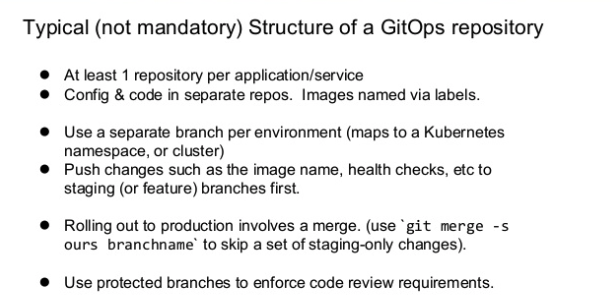 Typical (not mandatory) Structure of a GitOps repository
● At least 1 repository per application/service
● Config & code in separate repos. Images named via labels.
● Use a separate branch per environment (maps to a Kubernetes
namespace, or cluster)
● Push changes such as the image name, health checks, etc to
staging (or feature) branches first.
● Rolling out to production involves a merge. (use `git merge -s
ours branchname` to skip a set of staging-only changes).
● Use protected branches to enforce code review requirements.